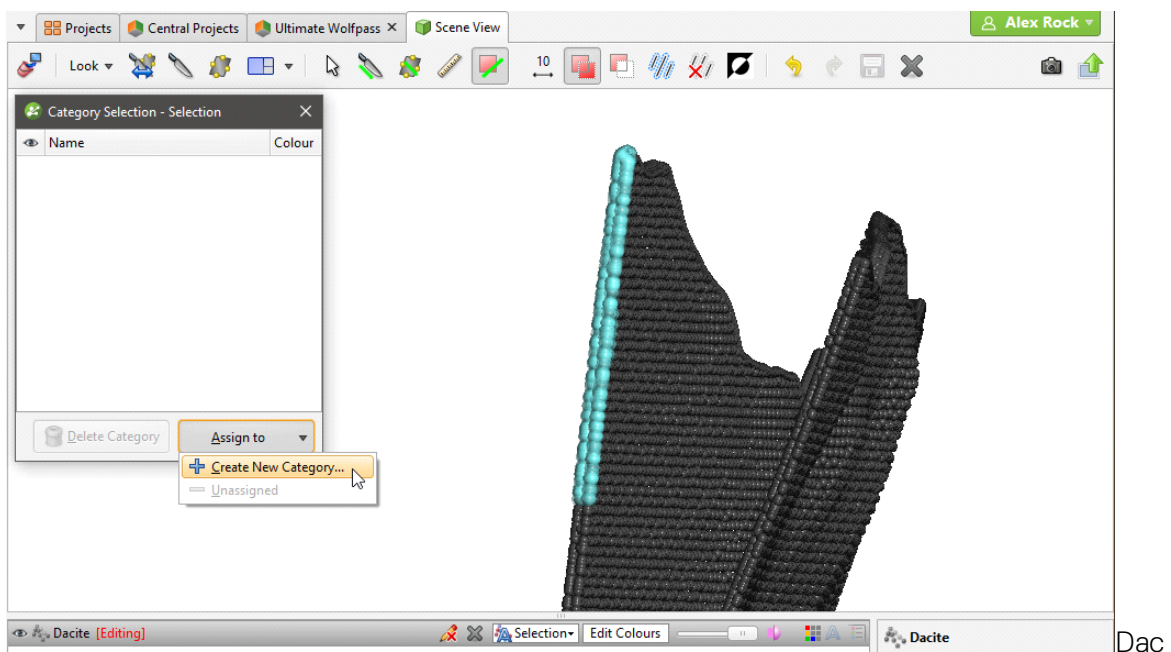 Projects Central Projects Ultimate Wolfpass Scene View Alex Rock
Look 10
Category Selection - Selection
Name Colour
Delete Category Assign to
Create New Category...
Unassigned
Dacite [Editing] Selection Edit Colours Dacite
Dac